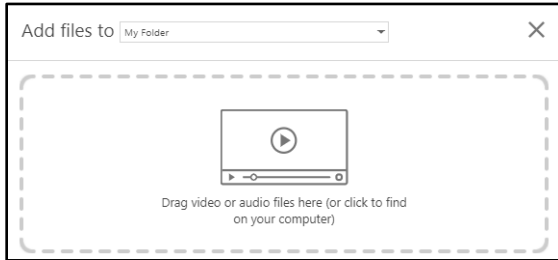 Add files to My Folder
Drag video or audio files here (or click to find
on your computer)